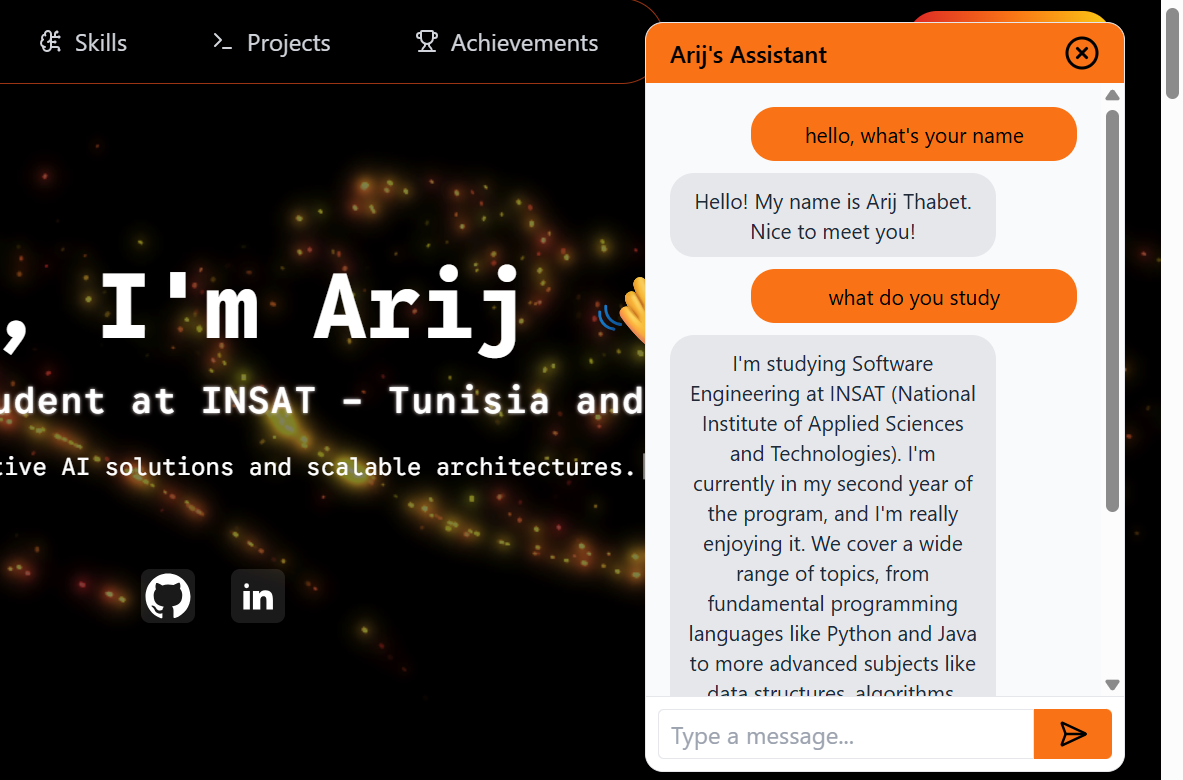 Skills
Projects
Achievements
, I'm Arij
udent at INSAT - Tunisia and
tive AI solutions and scalable architectures.
in
Arij's Assistant
hello, what's your name
Hello! My name is Arij Thabet.
Nice to meet you!
what do you study
I'm studying Software
Engineering at INSAT (National
Institute of Applied Sciences
and Technologies). I'm
currently in my second year of
the program, and I'm really
enjoying it. We cover a wide
range of topics, from
fundamental programming
languages like Python and Java
to more advanced subjects like
data structures, algorithms,
Type a message...